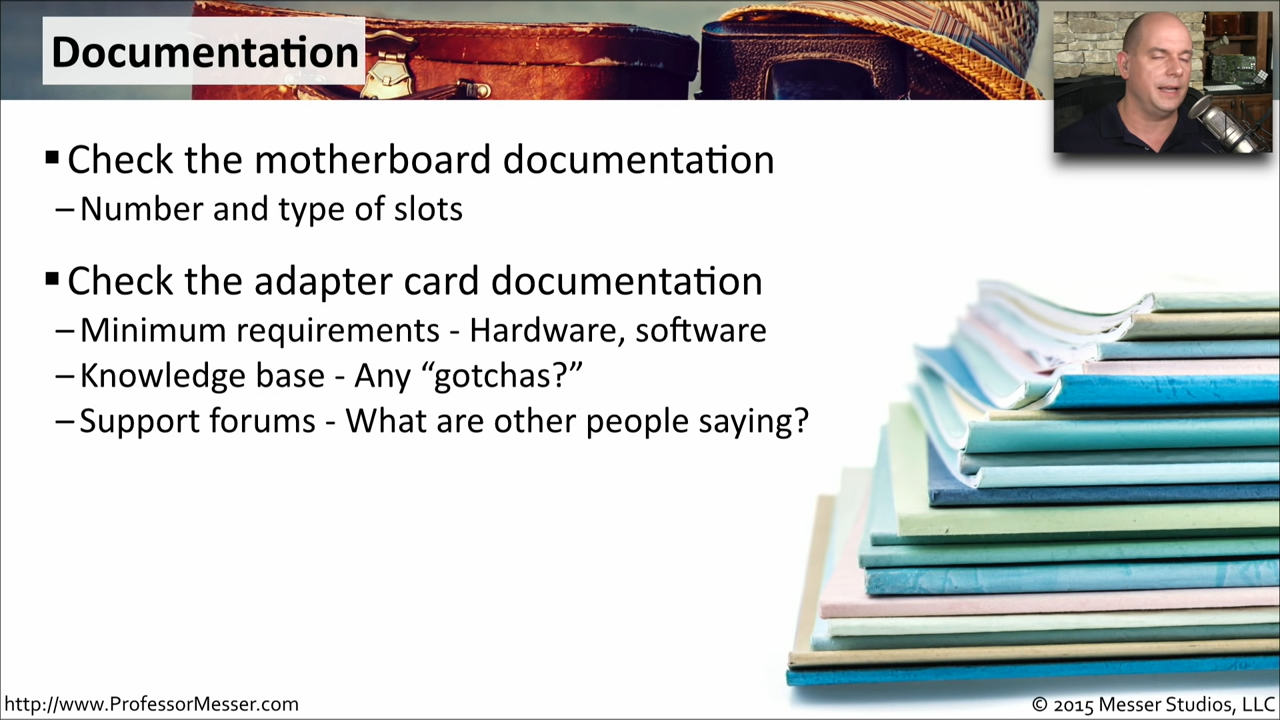 Documentation
▪ Check the motherboard documentation
– Number and type of slots
▪ Check the adapter card documentation
– Minimum requirements - Hardware, software
– Knowledge base - Any “gotchas?”
– Support forums - What are other people saying?
http://www.ProfessorMesser.com
© 2015 Messer Studios, LLC